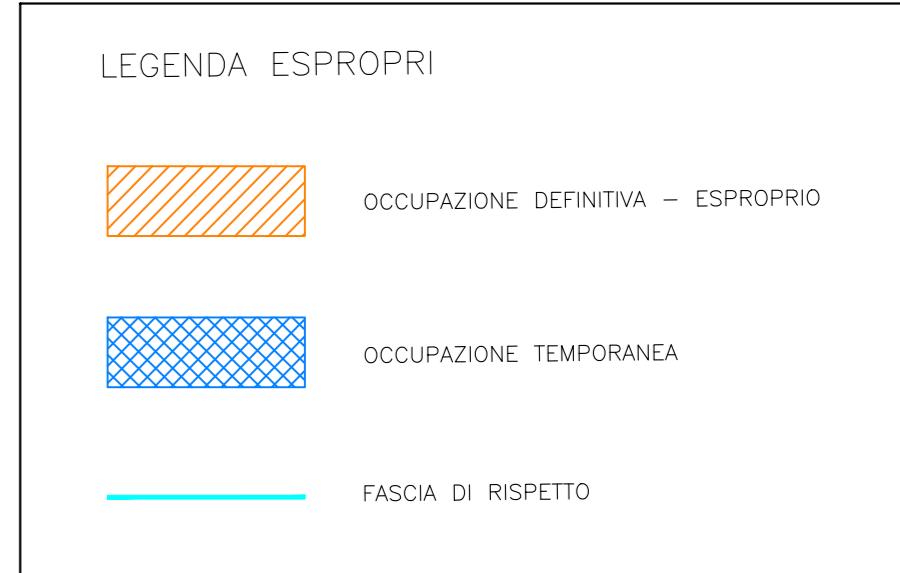 LEGENDA ESPROPRI
OCCUPAZIONE DEFINITIVA – ESPROPRIO
OCCUPAZIONE TEMPORANEA
FASCIA DI RISPETTO